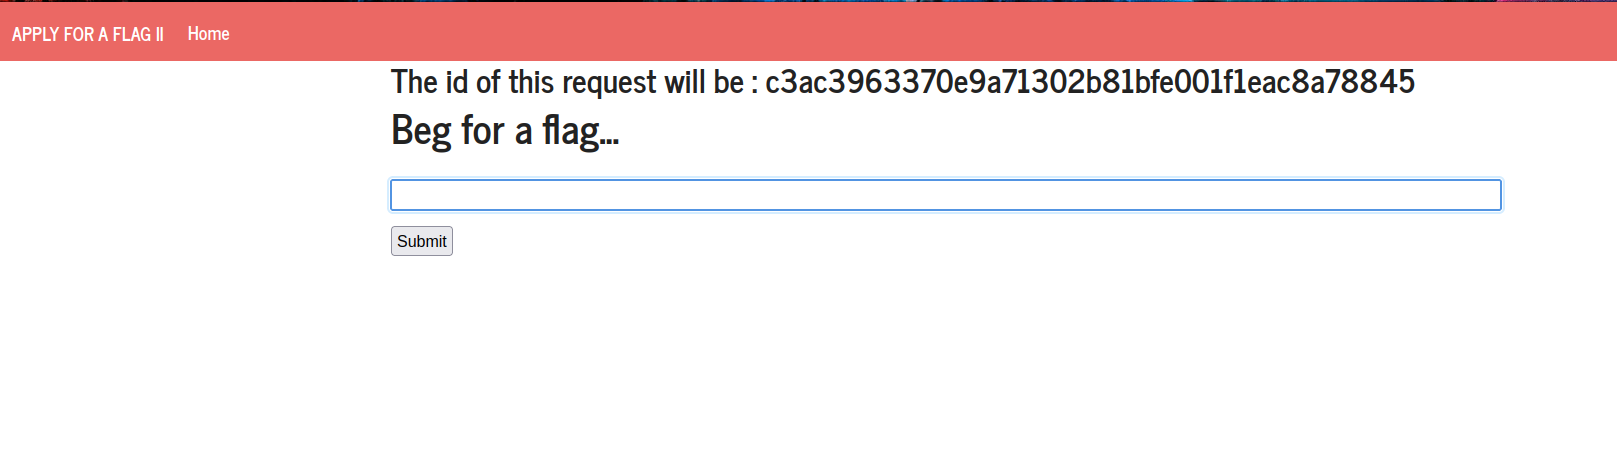 APPLY FOR A FLAG II Home
The id of this request will be : c3ac3963370e9a71302b81bfe001f1eac8a78845
Beg for a flag...
Submit